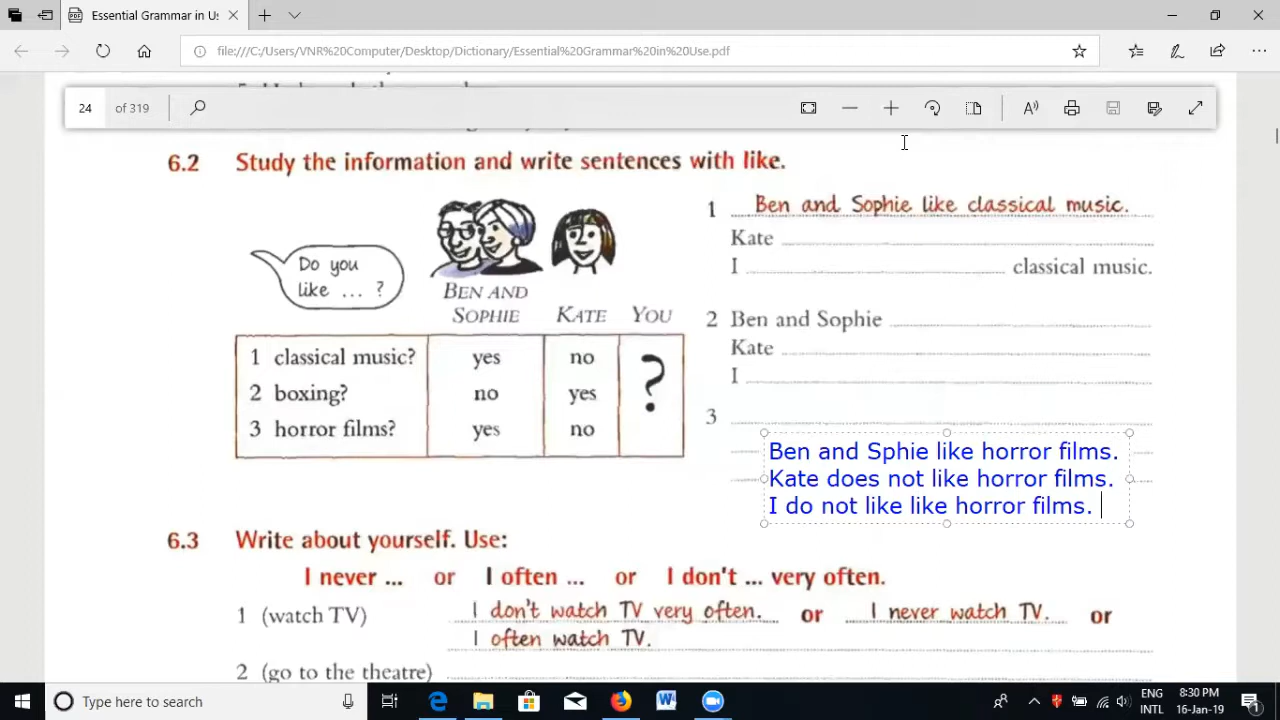 Essential Grammar in Us
file:///C:/Users/VNR%20Computer/Desktop/Dictionary/Essential%20Grammar%20in%20Use.pdf
24 of 319
6.2 Study the information and write sentences with like.
Do you
like ... ?
BEN AND
SOPHIE KATE YOU
1 classical music? yes no
2 boxing? no yes
3 horror films? yes no
?
1 Ben and Sophie like classical music.
Kate
I classical music.
2 Ben and Sophie
Kate
I
3
Ben and Sphie like horror films.
Kate does not like horror films.
I do not like like horror films.
6.3 Write about yourself. Use:
I never ... or I often ... or I don't ... very often.
1 (watch TV) I don't watch TV very often. or I never watch TV. or
I often watch TV.
2 (go to the theatre)
Type here to search
ENG 8:30 PM
INTL 16-Jan-19